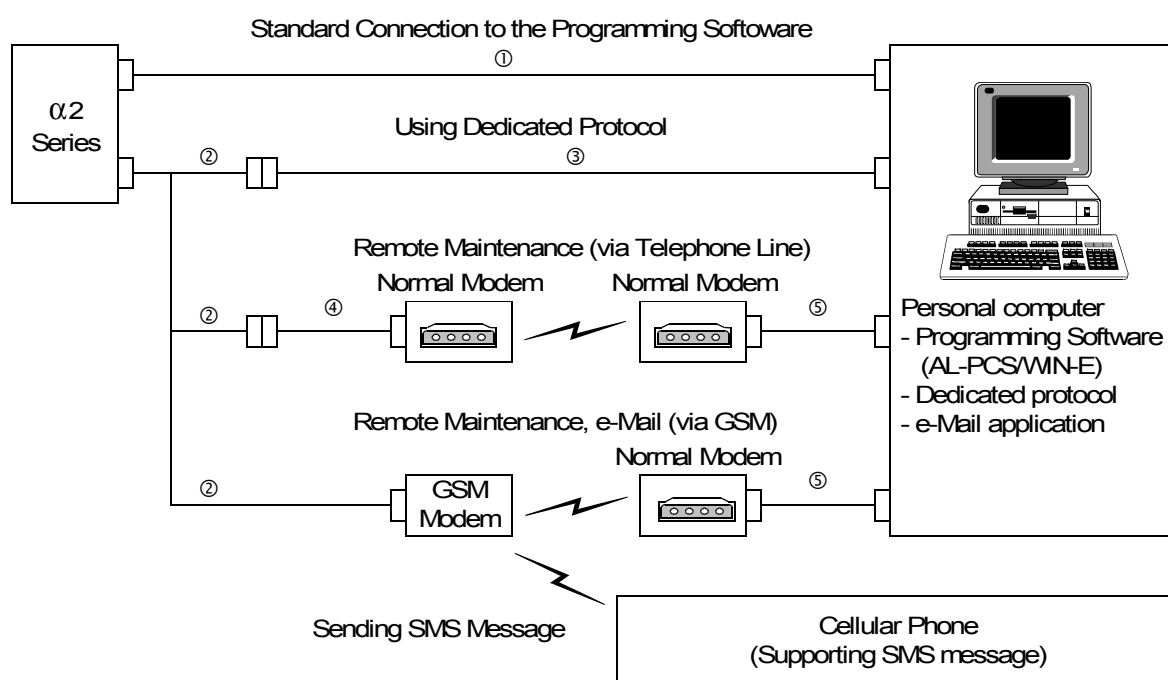 Standard Connection to the Programming Softoware
①
α2
Series
Using Dedicated Protocol
②
③
Remote Maintenance (via Telephone Line)
Normal Modem
Normal Modem
②
④
⑤
Personal computer
- Programming Software
(AL-PCS/WIN-E)
- Dedicated protocol
- e-Mail application
Remote Maintenance, e-Mail (via GSM)
Normal Modem
②
GSM
Modem
⑤
Sending SMS Message
Cellular Phone
(Supporting SMS message)